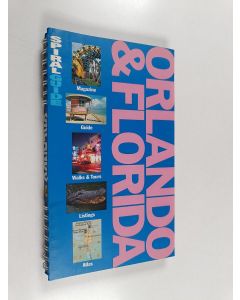 SPIRAL GUIDE
ORLANDO
& FLORIDA
Magazine
Guide
Walks & Tours
Listings
Atlas